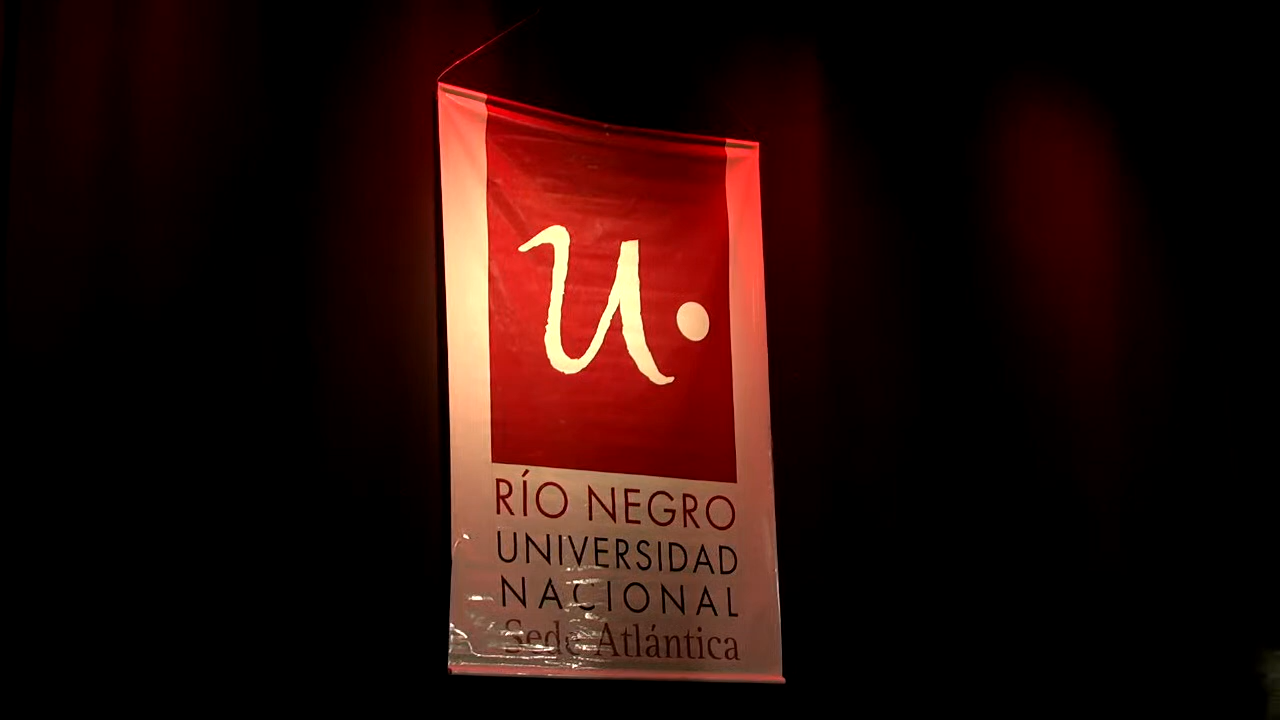 u.
RÍO NEGRO
UNIVERSIDAD
NACIONAL
Sede Atlántica